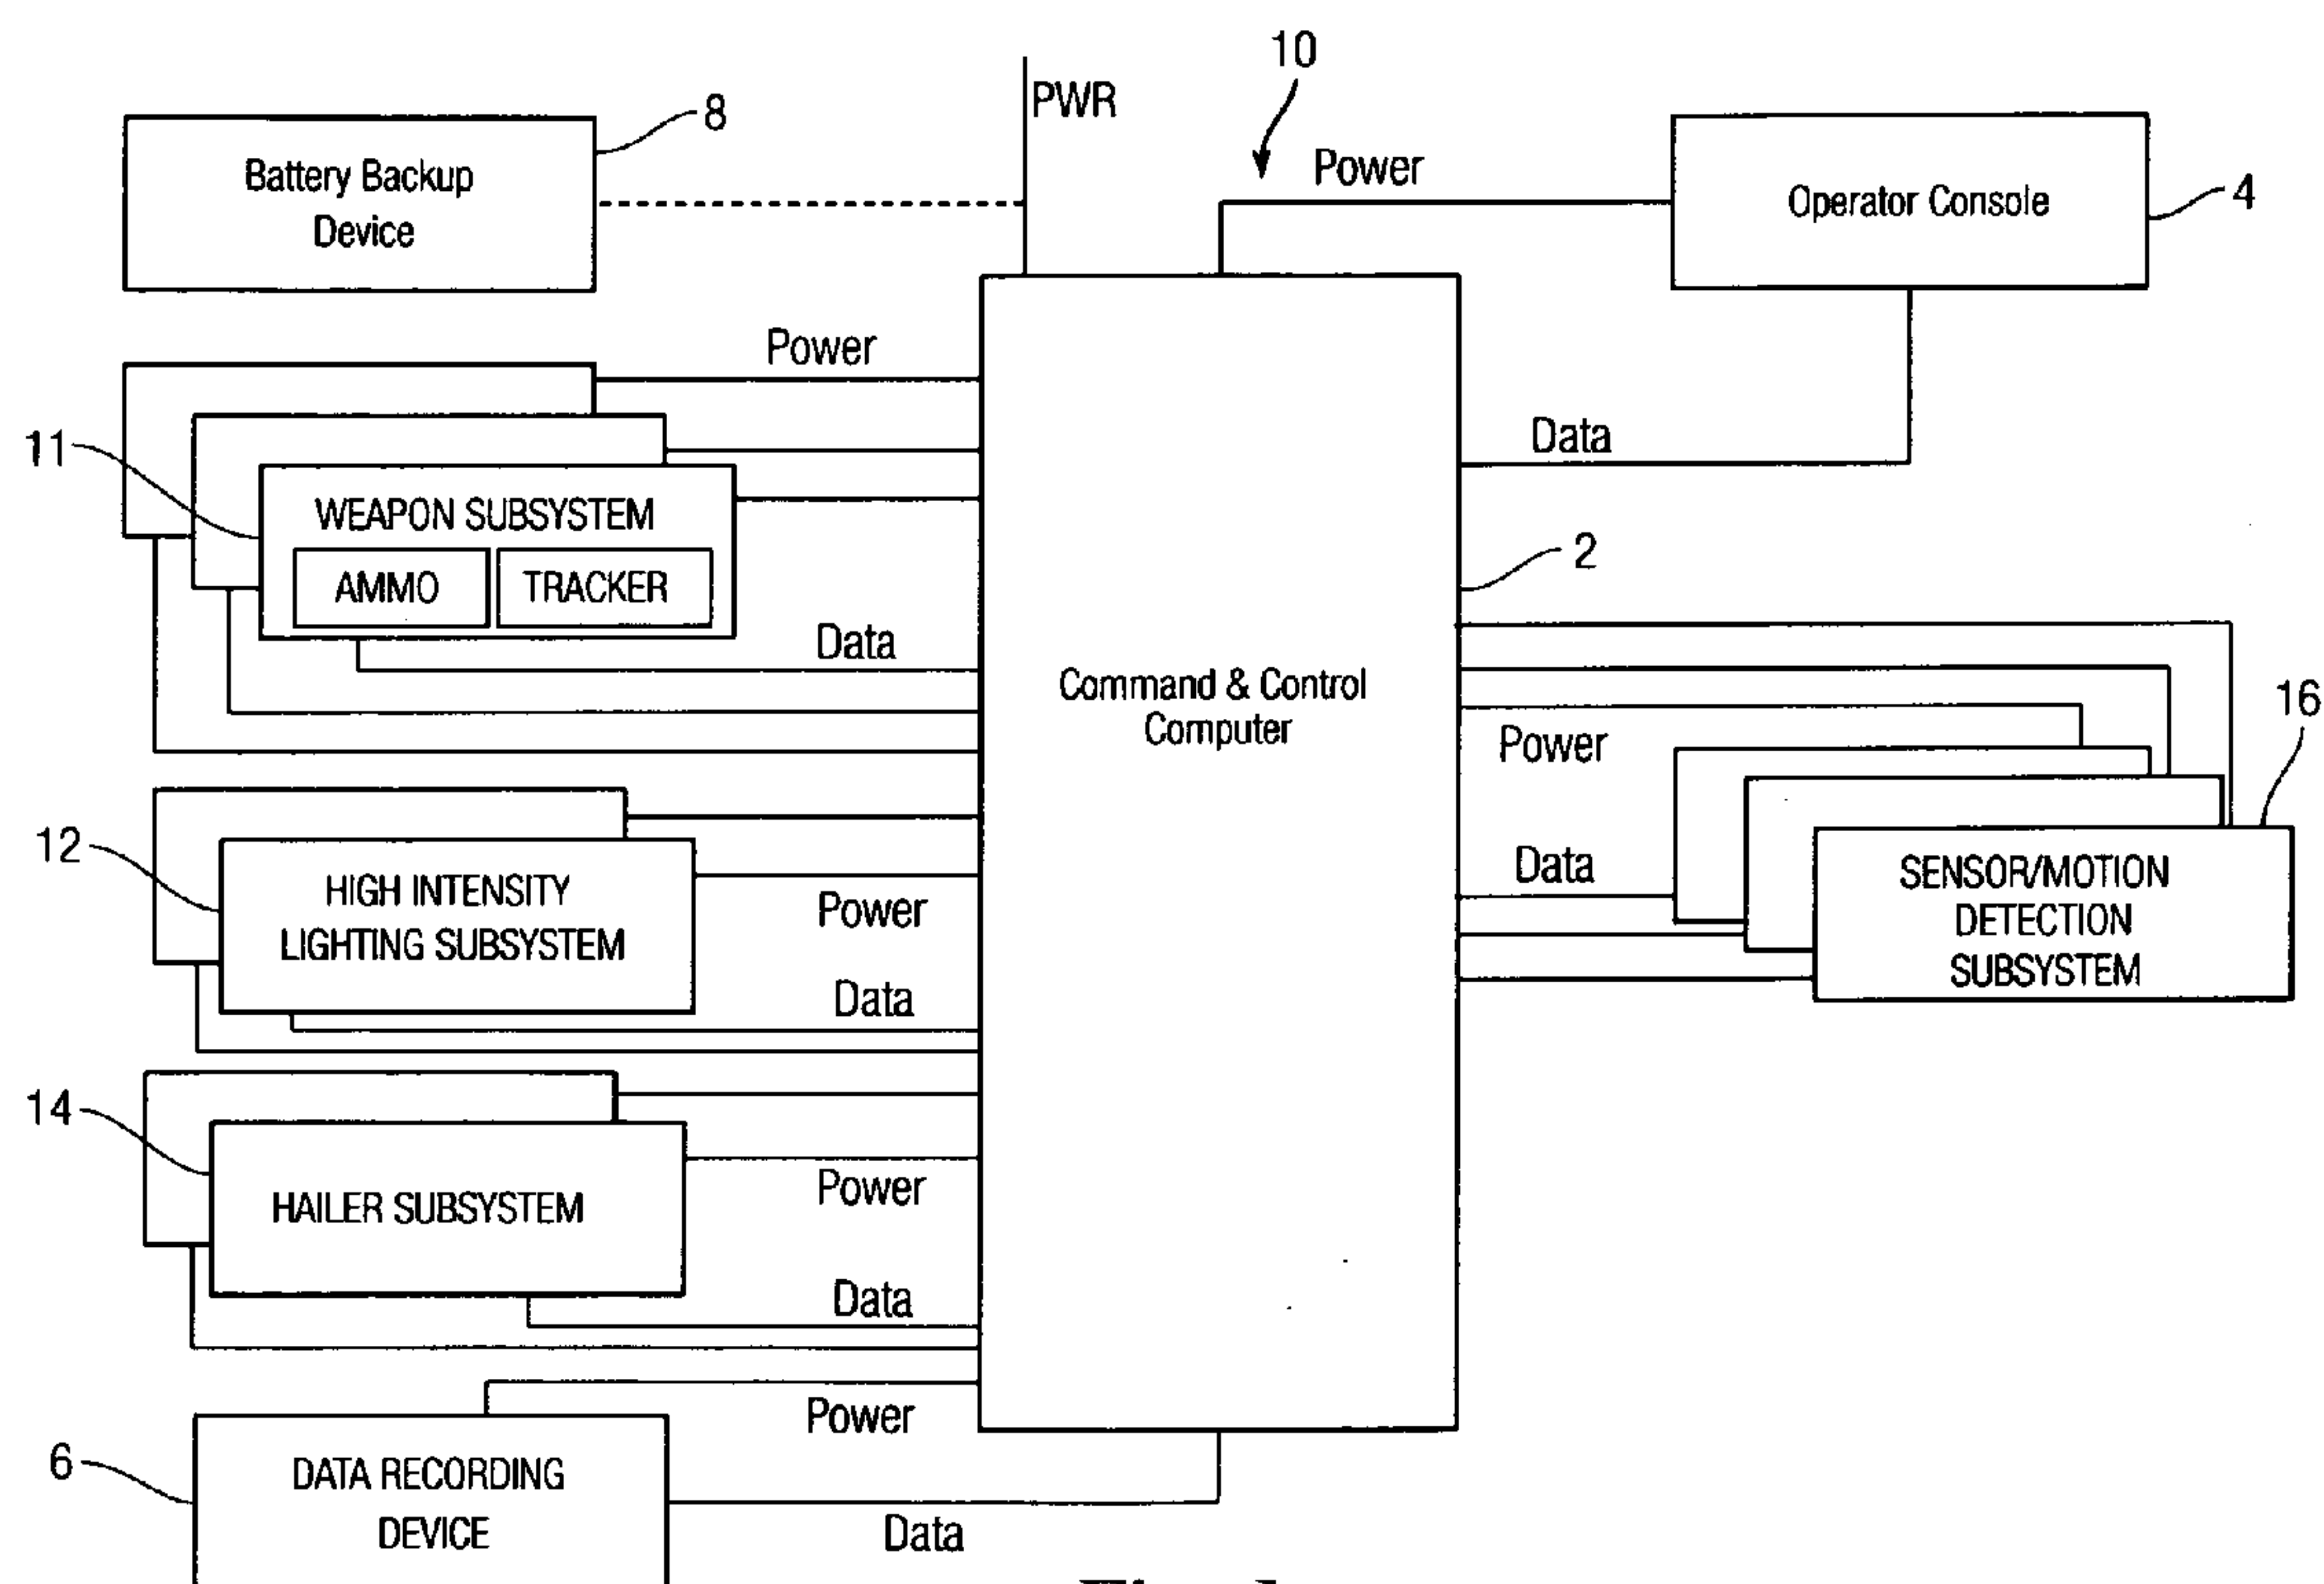 10
PWR
8
Battery Backup
Device
Power
Operator Console
4
Power
11
Data
WEAPON SUBSYSTEM
AMMO
TRACKER
2
Data
Command & Control
Computer
16
Power
12
HIGH INTENSITY
LIGHTING SUBSYSTEM
Power
Data
SENSOR/MOTION
DETECTION
SUBSYSTEM
Data
14
Power
HAILER SUBSYSTEM
Data
Power
6
DATA RECORDING
DEVICE
Data